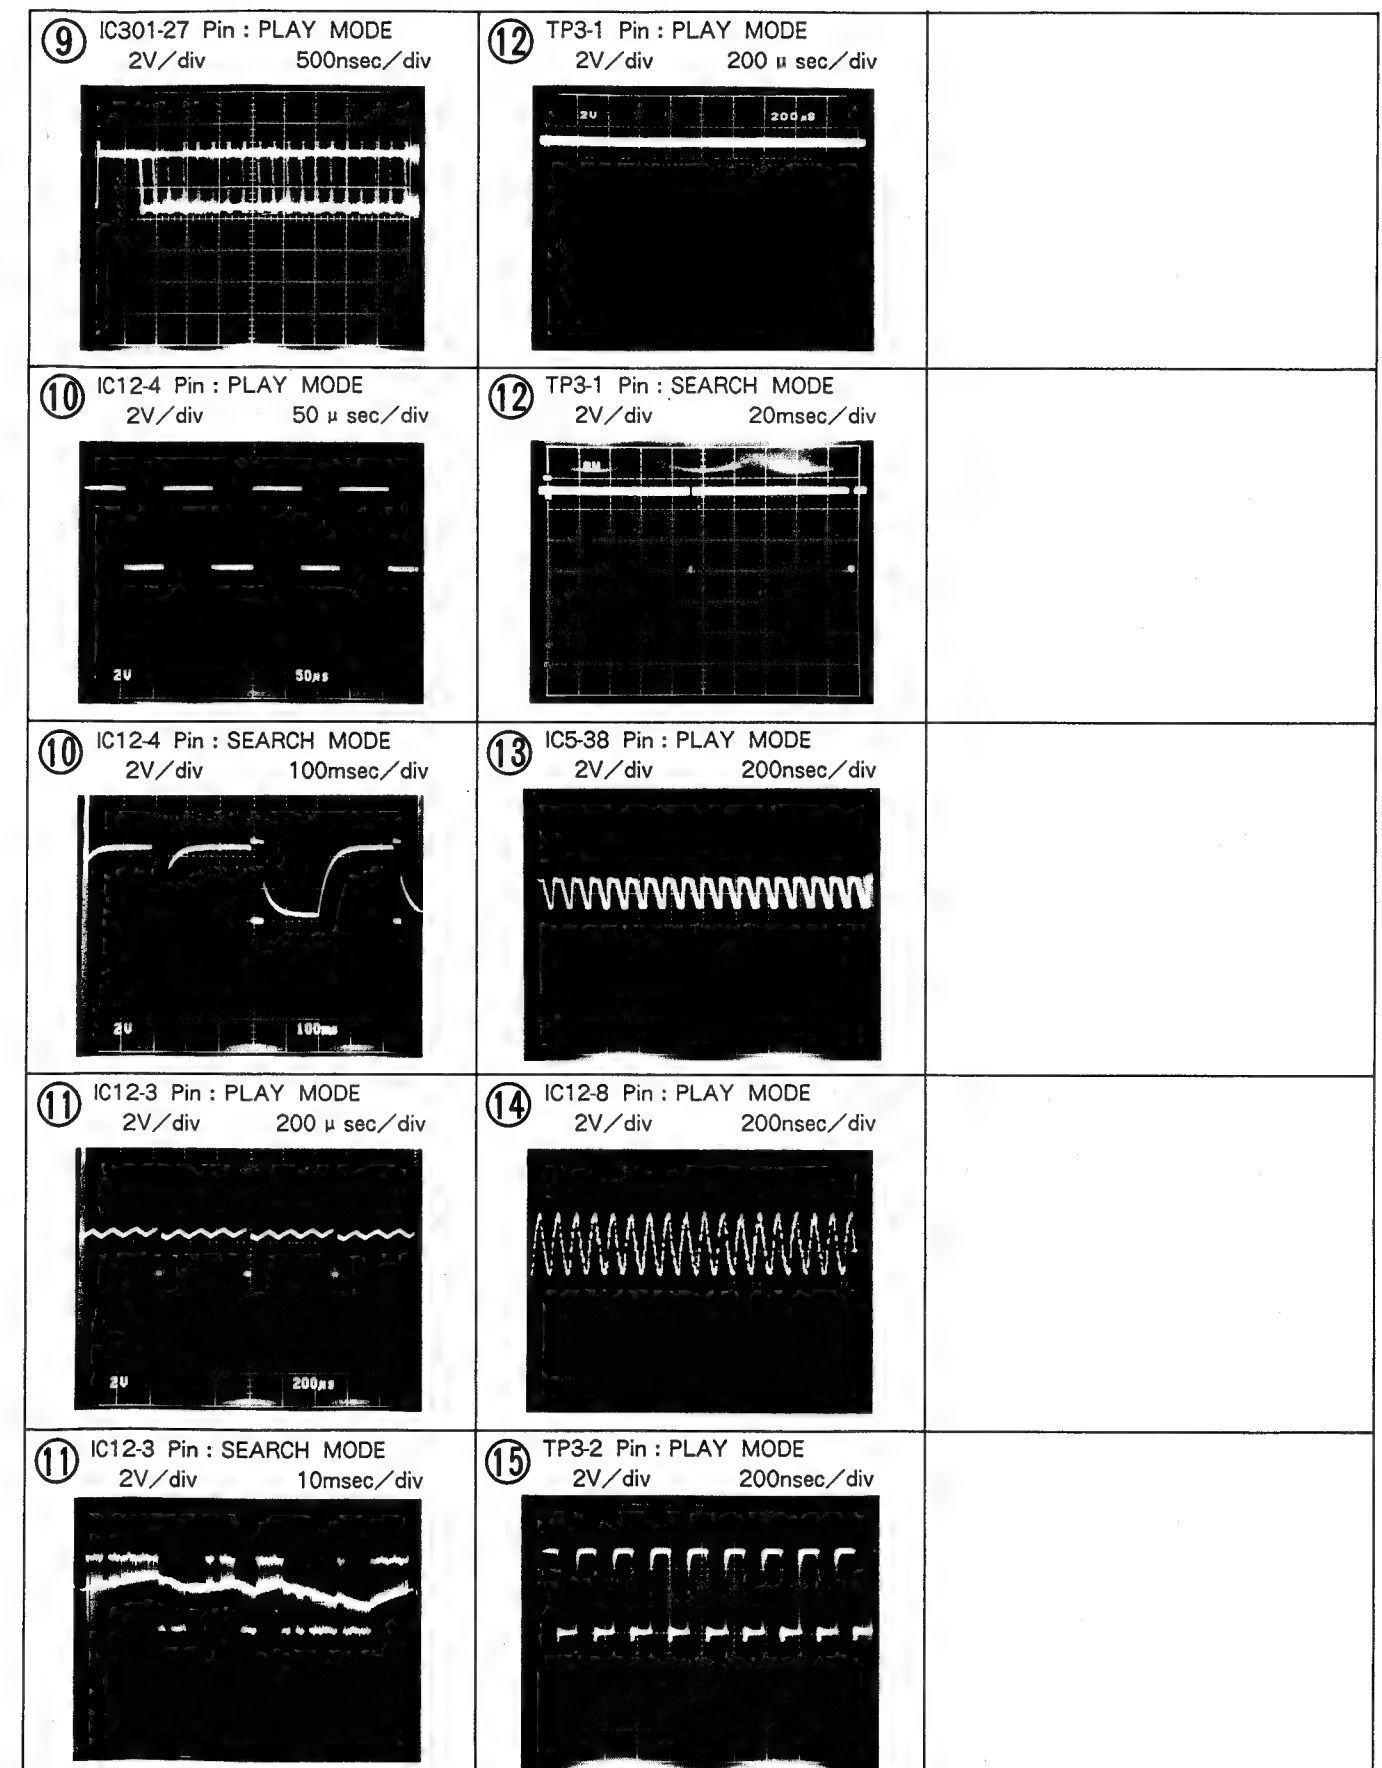 ⑨ IC301-27 Pin : PLAY MODE
2V/div 500nsec/div
⑩ IC12-4 Pin : PLAY MODE
2V/div 50 μ sec/div
2V 50μs
⑩ IC12-4 Pin : SEARCH MODE
2V/div 100msec/div
2V 100ms
⑪ IC12-3 Pin : PLAY MODE
2V/div 200 μ sec/div
2V 200μs
⑪ IC12-3 Pin : SEARCH MODE
2V/div 10msec/div
⑫ TP3-1 Pin : PLAY MODE
2V/div 200 μ sec/div
2V 200μs
⑫ TP3-1 Pin : SEARCH MODE
2V/div 20msec/div
⑬ IC5-38 Pin : PLAY MODE
2V/div 200nsec/div
⑭ IC12-8 Pin : PLAY MODE
2V/div 200nsec/div
⑮ TP3-2 Pin : PLAY MODE
2V/div 200nsec/div